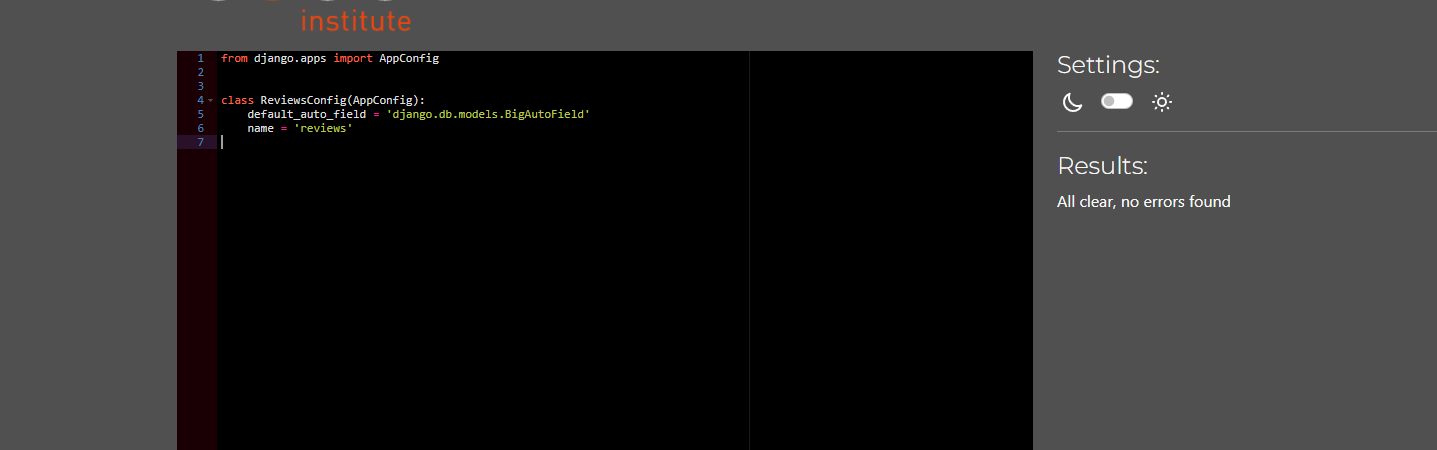 institute
1 from django.apps import AppConfig
2
3
4 class ReviewsConfig(AppConfig):
5     default_auto_field = 'django.db.models.BigAutoField'
6     name = 'reviews'
7
Settings:
Results:
All clear, no errors found